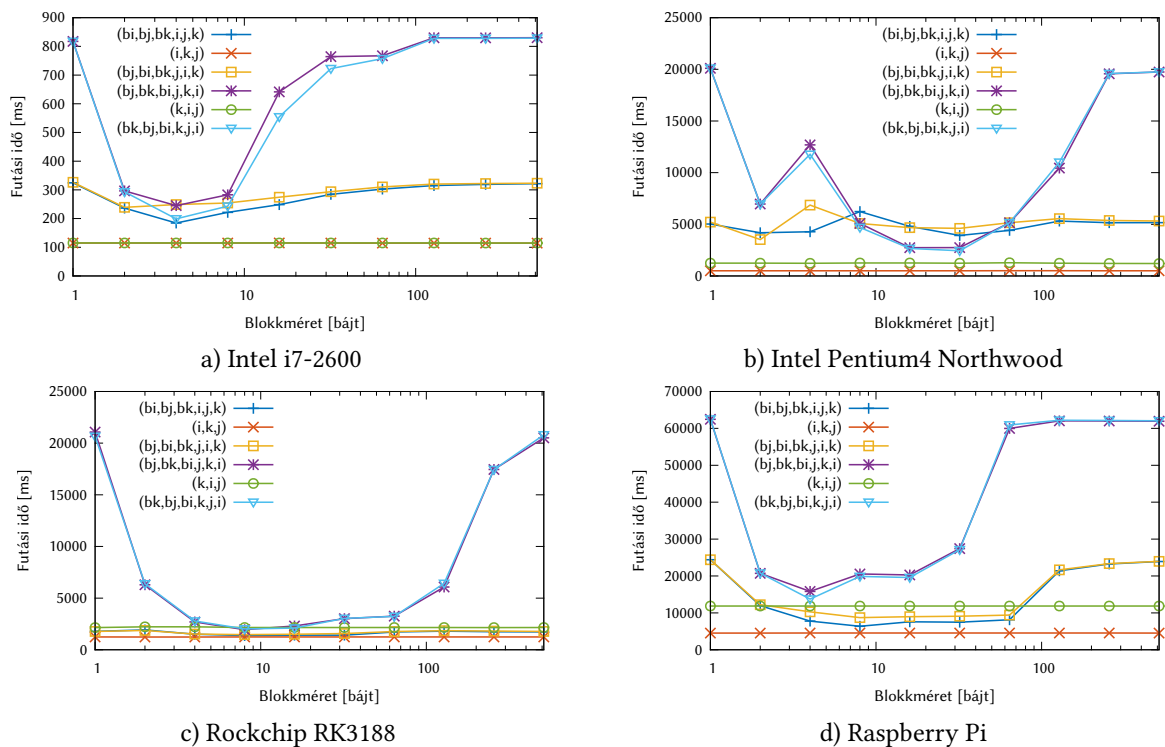 900
800
700
600
500
400
300
200
100
0
1
10
100
Futási idő [ms]
Blokkméret [bájt]
(bi,bj,bk,i,j,k)
(i,k,j)
(bj,bi,bk,j,i,k)
(bj,bk,bi,j,k,i)
(k,i,j)
(bk,bj,bi,k,j,i)
a) Intel i7-2600
25000
20000
15000
10000
5000
0
1
10
100
Futási idő [ms]
Blokkméret [bájt]
(bi,bj,bk,i,j,k)
(i,k,j)
(bj,bi,bk,j,i,k)
(bj,bk,bi,j,k,i)
(k,i,j)
(bk,bj,bi,k,j,i)
b) Intel Pentium4 Northwood
25000
20000
15000
10000
5000
0
1
10
100
Futási idő [ms]
Blokkméret [bájt]
(bi,bj,bk,i,j,k)
(i,k,j)
(bj,bi,bk,j,i,k)
(bj,bk,bi,j,k,i)
(k,i,j)
(bk,bj,bi,k,j,i)
c) Rockchip RK3188
70000
60000
50000
40000
30000
20000
10000
0
1
10
100
Futási idő [ms]
Blokkméret [bájt]
(bi,bj,bk,i,j,k)
(i,k,j)
(bj,bi,bk,j,i,k)
(bj,bk,bi,j,k,i)
(k,i,j)
(bk,bj,bi,k,j,i)
d) Raspberry Pi